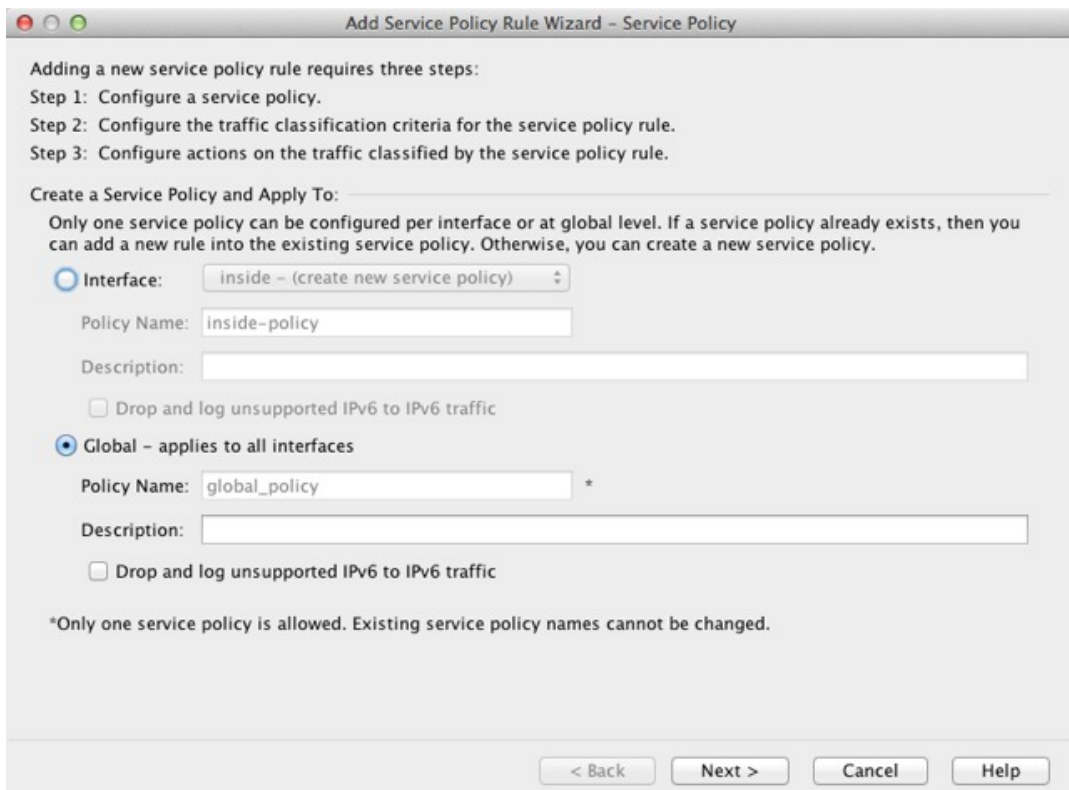 Add Service Policy Rule Wizard – Service Policy
Adding a new service policy rule requires three steps:
Step 1: Configure a service policy.
Step 2: Configure the traffic classification criteria for the service policy rule.
Step 3: Configure actions on the traffic classified by the service policy rule.
Create a Service Policy and Apply To:
Only one service policy can be configured per interface or at global level. If a service policy already exists, then you
can add a new rule into the existing service policy. Otherwise, you can create a new service policy.
Interface: inside – (create new service policy)
Policy Name: inside-policy
Description:
Drop and log unsupported IPv6 to IPv6 traffic
Global – applies to all interfaces
Policy Name: global_policy *
Description:
Drop and log unsupported IPv6 to IPv6 traffic
*Only one service policy is allowed. Existing service policy names cannot be changed.
< Back Next > Cancel Help